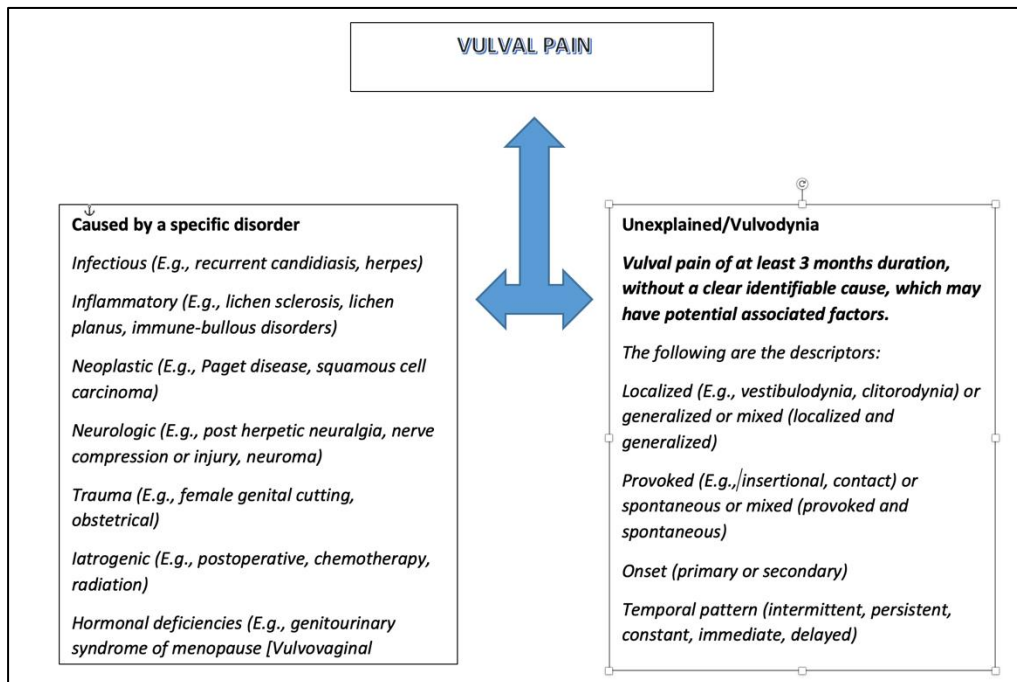 VULVAL PAIN
Caused by a specific disorder
Infectious (E.g., recurrent candidiasis, herpes)
Inflammatory (E.g., lichen sclerosis, lichen
planus, immune-bullous disorders)
Neoplastic (E.g., Paget disease, squamous cell
carcinoma)
Neurologic (E.g., post herpetic neuralgia, nerve
compression or injury, neuroma)
Trauma (E.g., female genital cutting,
obstetrical)
Iatrogenic (E.g., postoperative, chemotherapy,
radiation)
Hormonal deficiencies (E.g., genitourinary
syndrome of menopause [Vulvovaginal
Unexplained/Vulvodynia
Vulval pain of at least 3 months duration,
without a clear identifiable cause, which may
have potential associated factors.
The following are the descriptors:
Localized (E.g., vestibulodynia, clitorodynia) or
generalized or mixed (localized and
generalized)
Provoked (E.g., insertional, contact) or
spontaneous or mixed (provoked and
spontaneous)
Onset (primary or secondary)
Temporal pattern (intermittent, persistent,
constant, immediate, delayed)